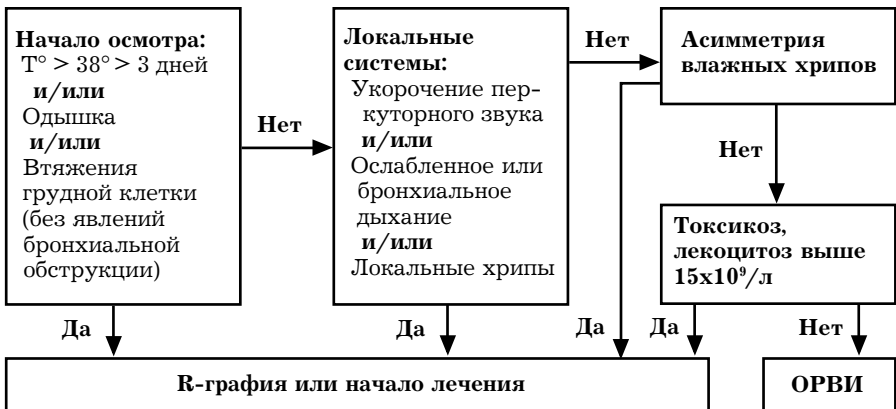 Начало осмотра:
T° > 38° > 3 дней
и/или
Одышка
и/или
Втяжения
грудной клетки
(без явлений
бронхиальной
обструкции)
Нет
Локальные
системы:
Укорочение пер-
куторного звука
и/или
Ослабленное или
бронхиальное
дыхание
и/или
Локальные хрипы
Нет
Асимметрия
влажных хрипов
Нет
Токсикоз,
лекоцитоз выше
15х10⁹/л
Да
Да
Да
Да
Нет
R-графия или начало лечения
ОРВИ